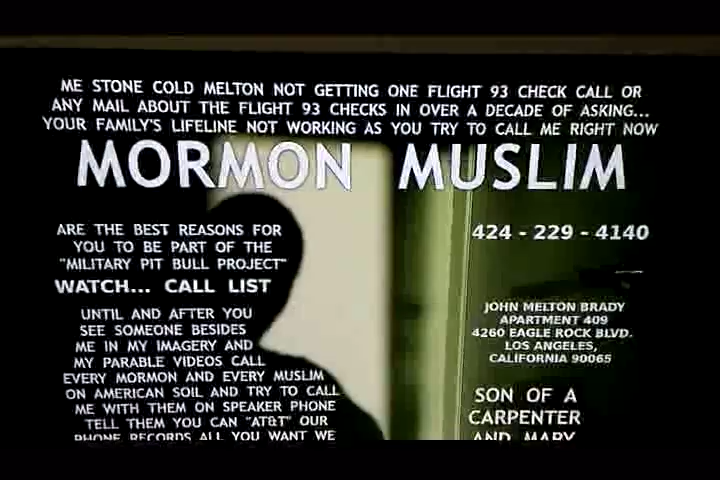 ME STONE COLD MELTON NOT GETTING ONE FLIGHT 93 CHECK CALL OR
ANY MAIL ABOUT THE FLIGHT 93 CHECKS IN OVER A DECADE OF ASKING...
YOUR FAMILY'S LIFELINE NOT WORKING AS YOU TRY TO CALL ME RIGHT NOW
MORMON MUSLIM
ARE THE BEST REASONS FOR
YOU TO BE PART OF THE
"MILITARY PIT BULL PROJECT"
WATCH... CALL LIST
UNTIL AND AFTER YOU
SEE SOMEONE BESIDES
ME IN MY IMAGERY AND
MY PARABLE VIDEOS CALL
EVERY MORMON AND EVERY MUSLIM
ON AMERICAN SOIL AND TRY TO CALL
ME WITH THEM ON SPEAKER PHONE
TELL THEM YOU CAN "AT&T" OUR
PHONE RECORDS ALL YOU WANT WE
424 - 229 - 4140
JOHN MELTON BRADY
APARTMENT 409
4260 EAGLE ROCK BLVD.
LOS ANGELES,
CALIFORNIA 90065
SON OF A
CARPENTER
AND MARY